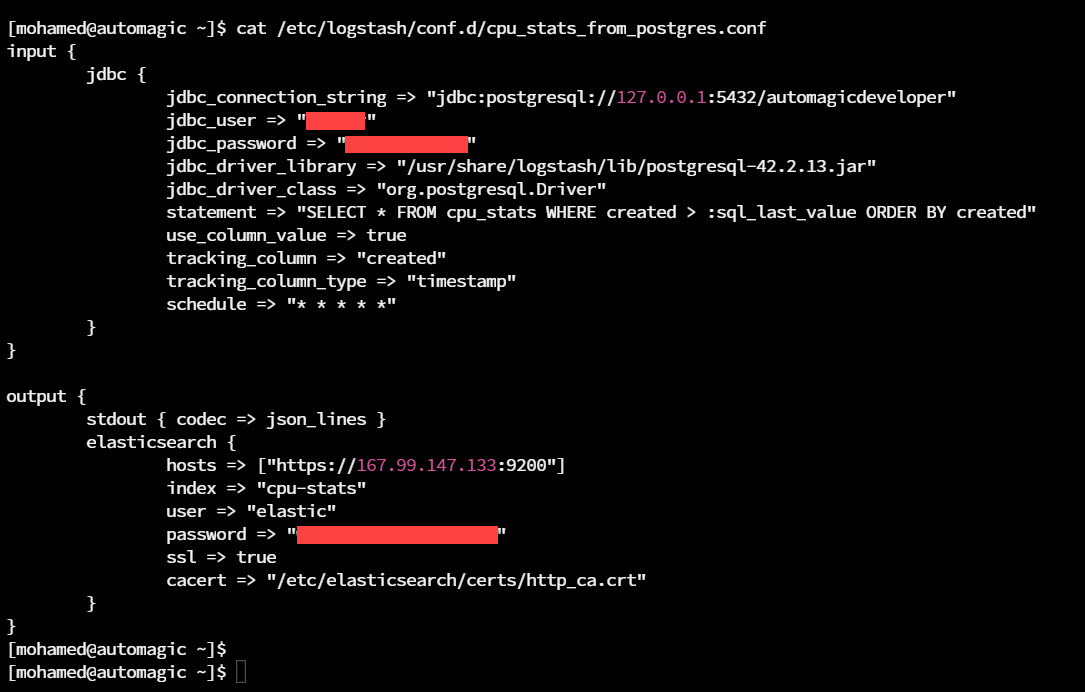 [mohamed@automagic ~]$ cat /etc/logstash/conf.d/cpu_stats_from_postgres.conf
input {
        jdbc {
                jdbc_connection_string => "jdbc:postgresql://127.0.0.1:5432/automagicdeveloper"
                jdbc_user => ""
                jdbc_password => ""
                jdbc_driver_library => "/usr/share/logstash/lib/postgresql-42.2.13.jar"
                jdbc_driver_class => "org.postgresql.Driver"
                statement => "SELECT * FROM cpu_stats WHERE created > :sql_last_value ORDER BY created"
                use_column_value => true
                tracking_column => "created"
                tracking_column_type => "timestamp"
                schedule => "* * * * *"
        }
}

output {
        stdout { codec => json_lines }
        elasticsearch {
                hosts => ["https://167.99.147.133:9200"]
                index => "cpu-stats"
                user => "elastic"
                password => ""
                ssl => true
                cacert => "/etc/elasticsearch/certs/http_ca.crt"
        }
}
[mohamed@automagic ~]$
[mohamed@automagic ~]$